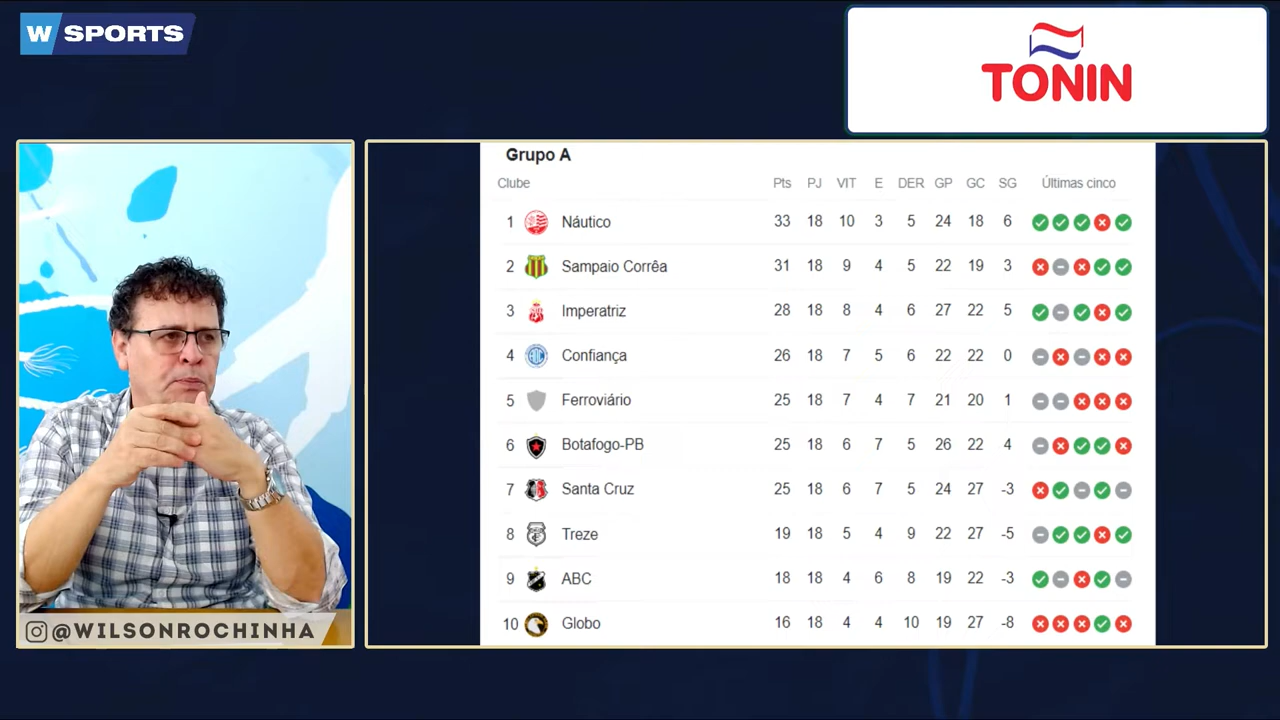 W SPORTS
TONIN
Grupo A
Clube Pts PJ VIT E DER GP GC SG Últimas cinco
1 Náutico 33 18 10 3 5 24 18 6
2 Sampaio Corrêa 31 18 9 4 5 22 19 3
3 Imperatriz 28 18 8 4 6 27 22 5
4 Confiança 26 18 7 5 6 22 22 0
5 Ferroviário 25 18 7 4 7 21 20 1
6 Botafogo-PB 25 18 6 7 5 26 22 4
7 Santa Cruz 25 18 6 7 5 24 27 -3
8 Treze 19 18 5 4 9 22 27 -5
9 ABC 18 18 4 6 8 19 22 -3
10 Globo 16 18 4 4 10 19 27 -8
@WILSONROCHINHA